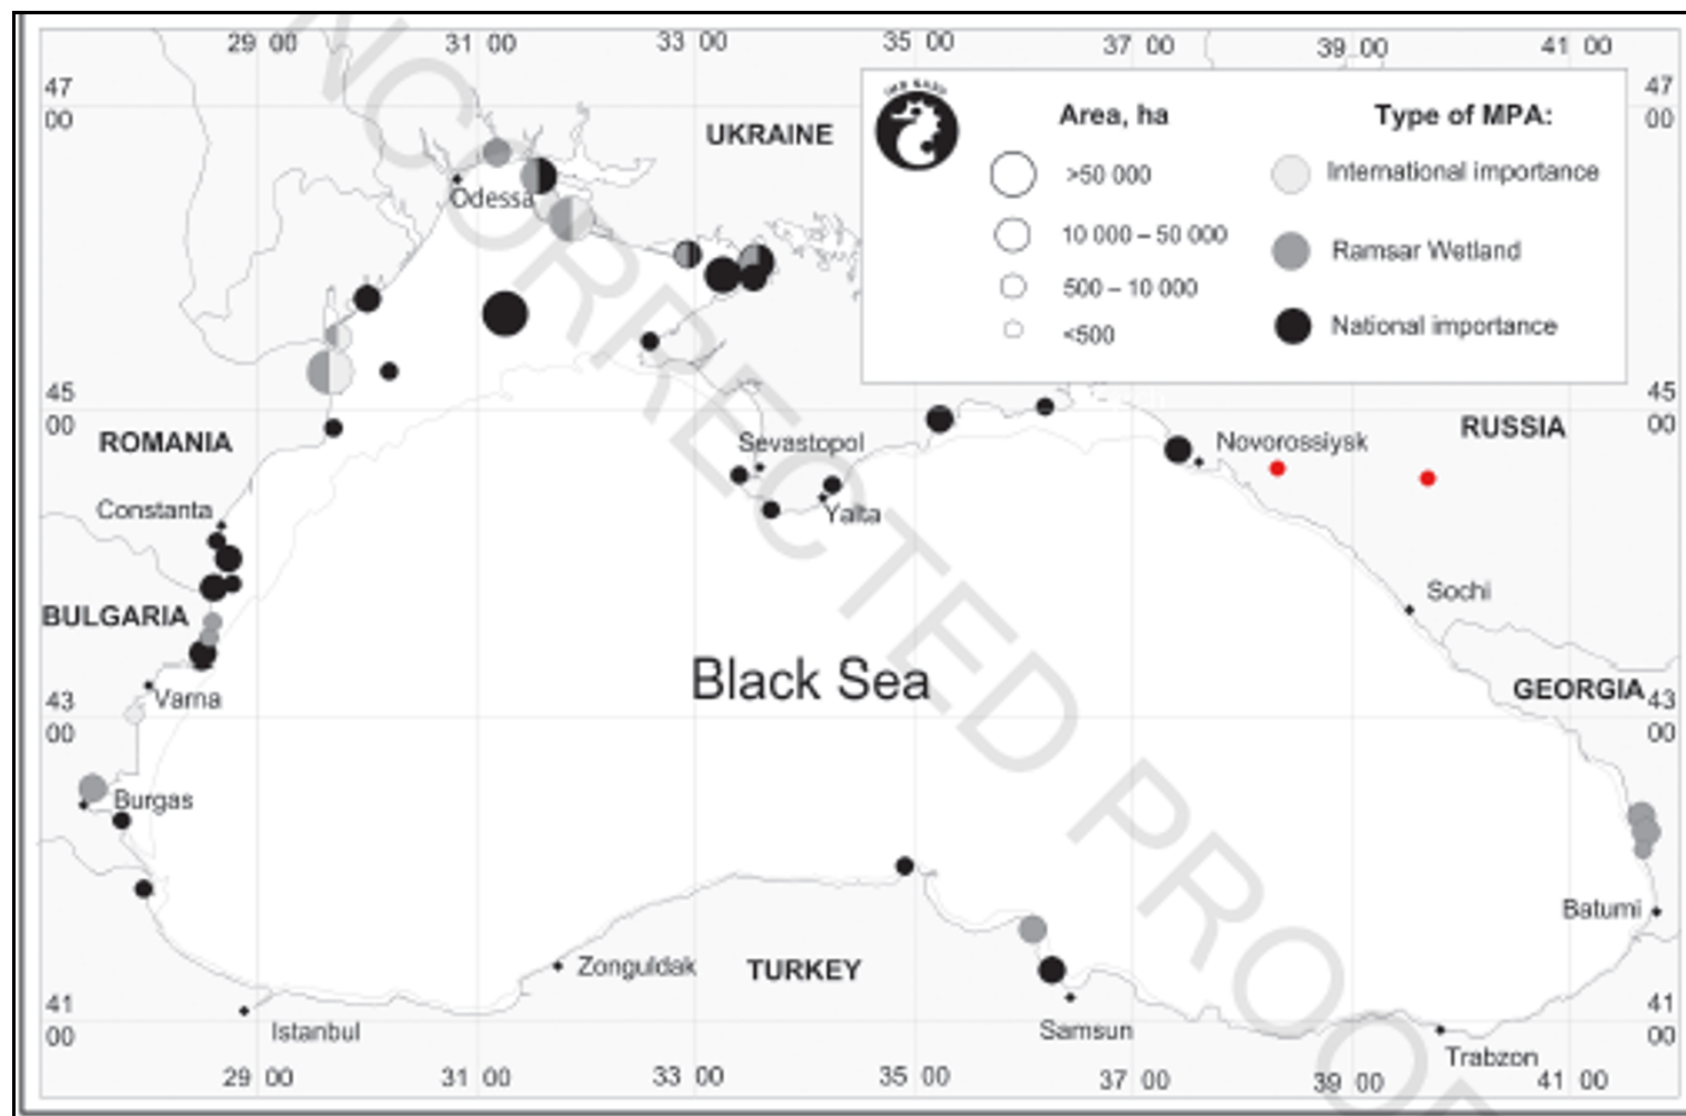 29 00 31 00 33 00 35 00 37 00 39 00 41 00
47
00
47
00
UKRAINE
Area, ha
Type of MPA:
>50 000
International importance
10 000 – 50 000
Ramsar Wetland
500 – 10 000
<500
National importance
Odessa
45
00
45
00
ROMANIA
RUSSIA
Sevastopol
Novorossiysk
Constanta
Yalta
Sochi
BULGARIA
Black Sea
Varna
GEORGIA
43
00
43
00
Burgas
Batumi
Zonguldak
TURKEY
41
00
41
00
Istanbul
Samsun
Trabzon
29 00 31 00 33 00 35 00 37 00 39 00 41 00
NCORRECTED PROOF